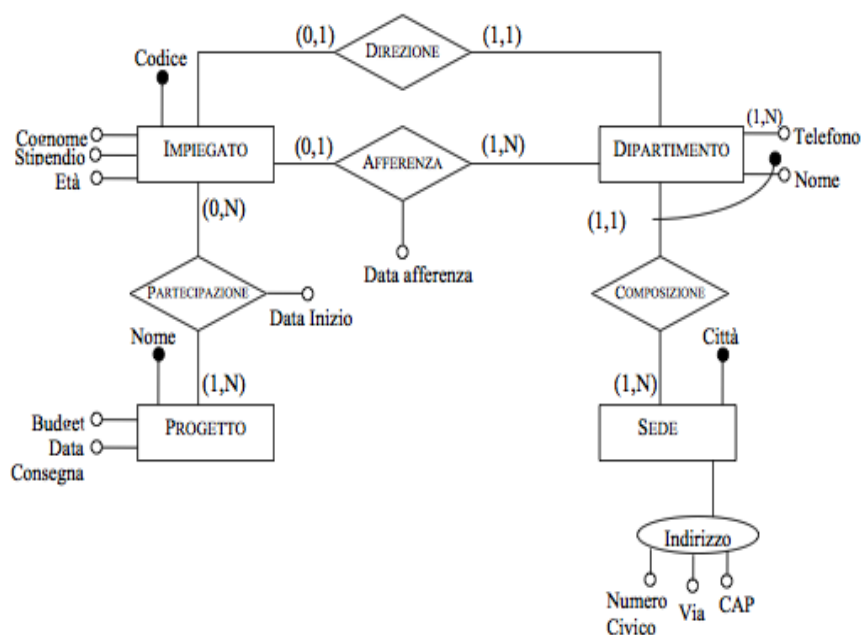 (0,1)
DIREZIONE
(1,1)
Codice
Cognome
Stipendio
Età
IMPIEGATO
(0,1)
AFFERENZA
(1,N)
DIPARTIMENTO
(1,N)
Telefono
Nome
(0,N)
(1,1)
Data afferenza
PARTECIPAZIONE
Data Inizio
COMPOSIZIONE
Nome
Città
(1,N)
(1,N)
Budget
Data
Consegna
PROGETTO
SEDE
Indirizzo
Numero
Civico
Via
CAP